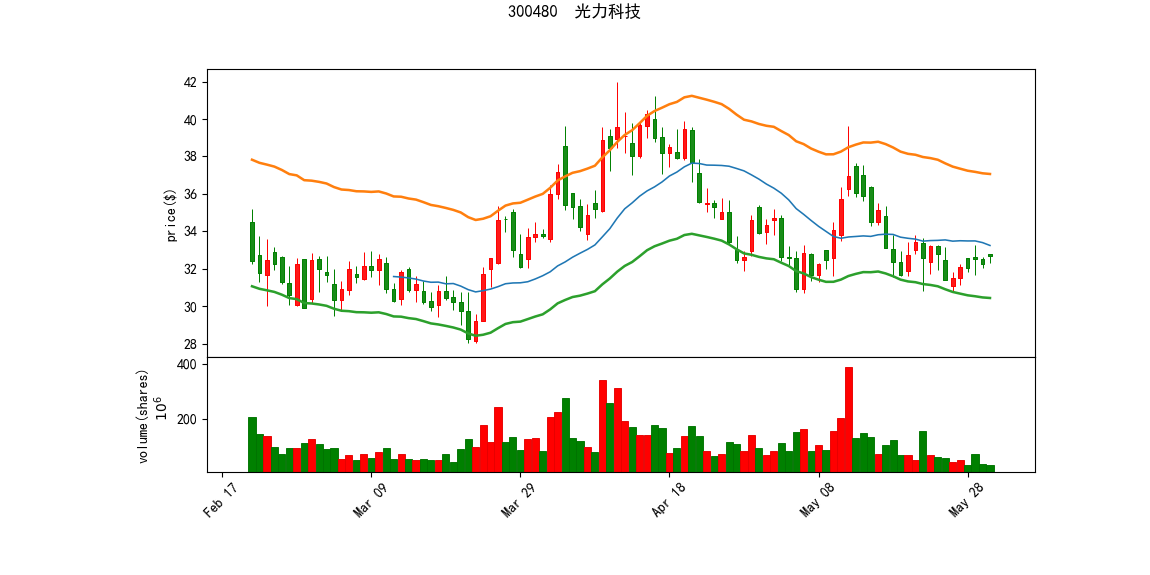 300480 光力科技
42
40
38
36
34
32
30
28
price($)
400
200
volume(shares)
10^6
Feb 17
Mar 09
Mar 29
Apr 18
May 08
May 28